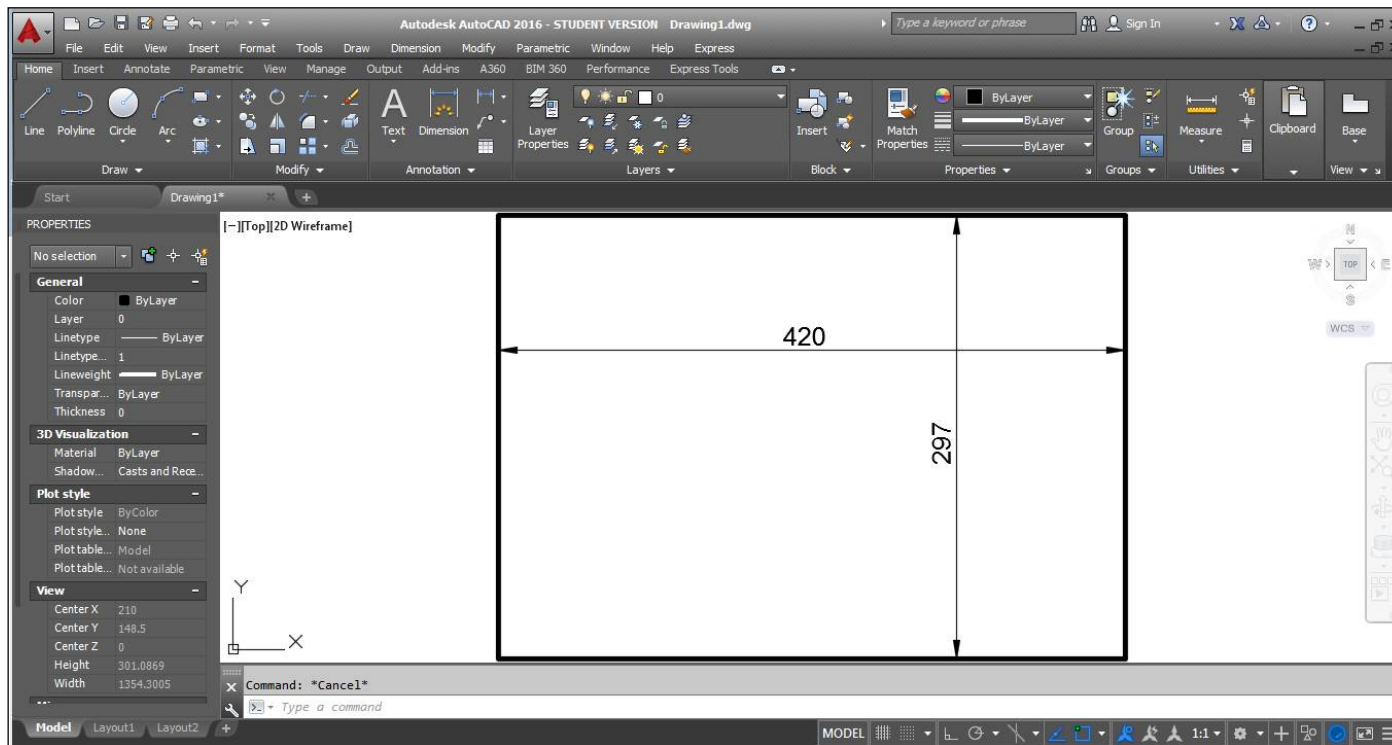 Autodesk AutoCAD 2016 - STUDENT VERSION Drawing1.dwg
Type a keyword or phrase
Sign In
File Edit View Insert Format Tools Draw Dimension Modify Parametric Window Help Express
Home Insert Annotate Parametric View Manage Output Add-ins A360 BIM 360 Performance Express Tools
0
ByLayer
ByLayer
ByLayer
Line Polyline Circle Arc
Text Dimension
Layer Properties
Insert
Match Properties
Group
Measure
Clipboard
Base
Draw Modify Annotation Layers Block Properties Groups Utilities View
Start Drawing1* +
PROPERTIES
No selection
General
Color ByLayer
Layer 0
Linetype ByLayer
Linetype... 1
Lineweight ByLayer
Transpar... ByLayer
Thickness 0
3D Visualization
Material ByLayer
Shadow... Casts and Rece...
Plot style
Plot style ByColor
Plot style... None
Plot table... Model
Plot table... Not available
View
Center X 210
Center Y 148.5
Center Z 0
Height 301.0869
Width 1354.3005
[−][Top][2D Wireframe]
420
297
Y
X
N
W TOP E
S
WCS
Command: *Cancel*
Type a command
Model Layout1 Layout2 +
MODEL 1:1